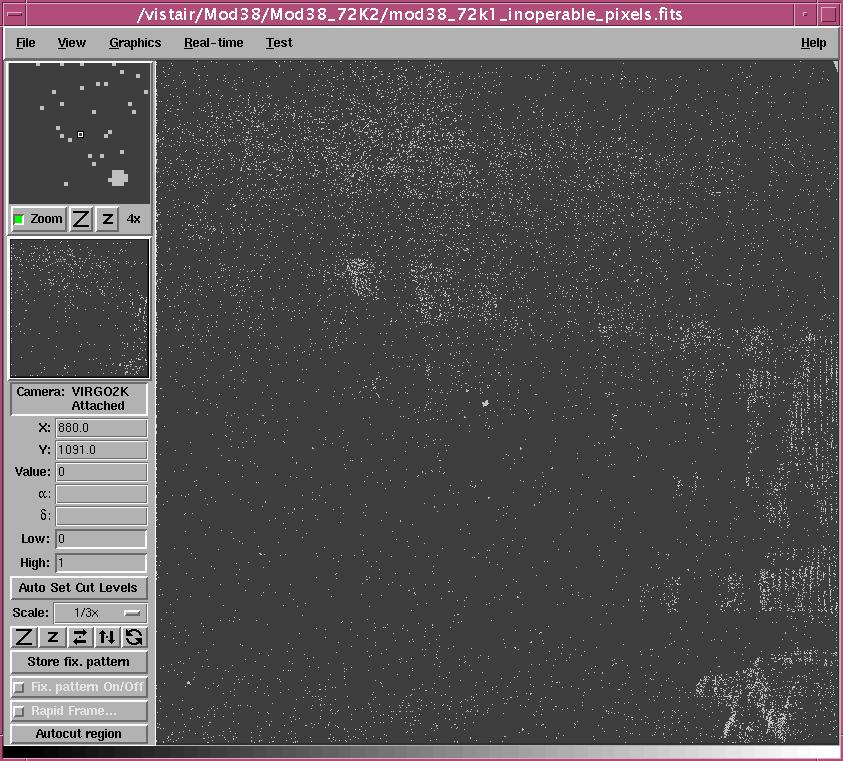 /vistair/Mod38/Mod38_72K2/mod38_72k1_inoperable_pixels.fits
File View Graphics Real-time Test Help
Zoom Z z 4x
Camera: VIRGO2K
Attached
X: 880.0
Y: 1091.0
Value: 0
α:
δ:
Low: 0
High: 1
Auto Set Cut Levels
Scale: 1/3x
Z z
Store fix. pattern
Fix. pattern On/Off
Rapid Frame...
Autocut region